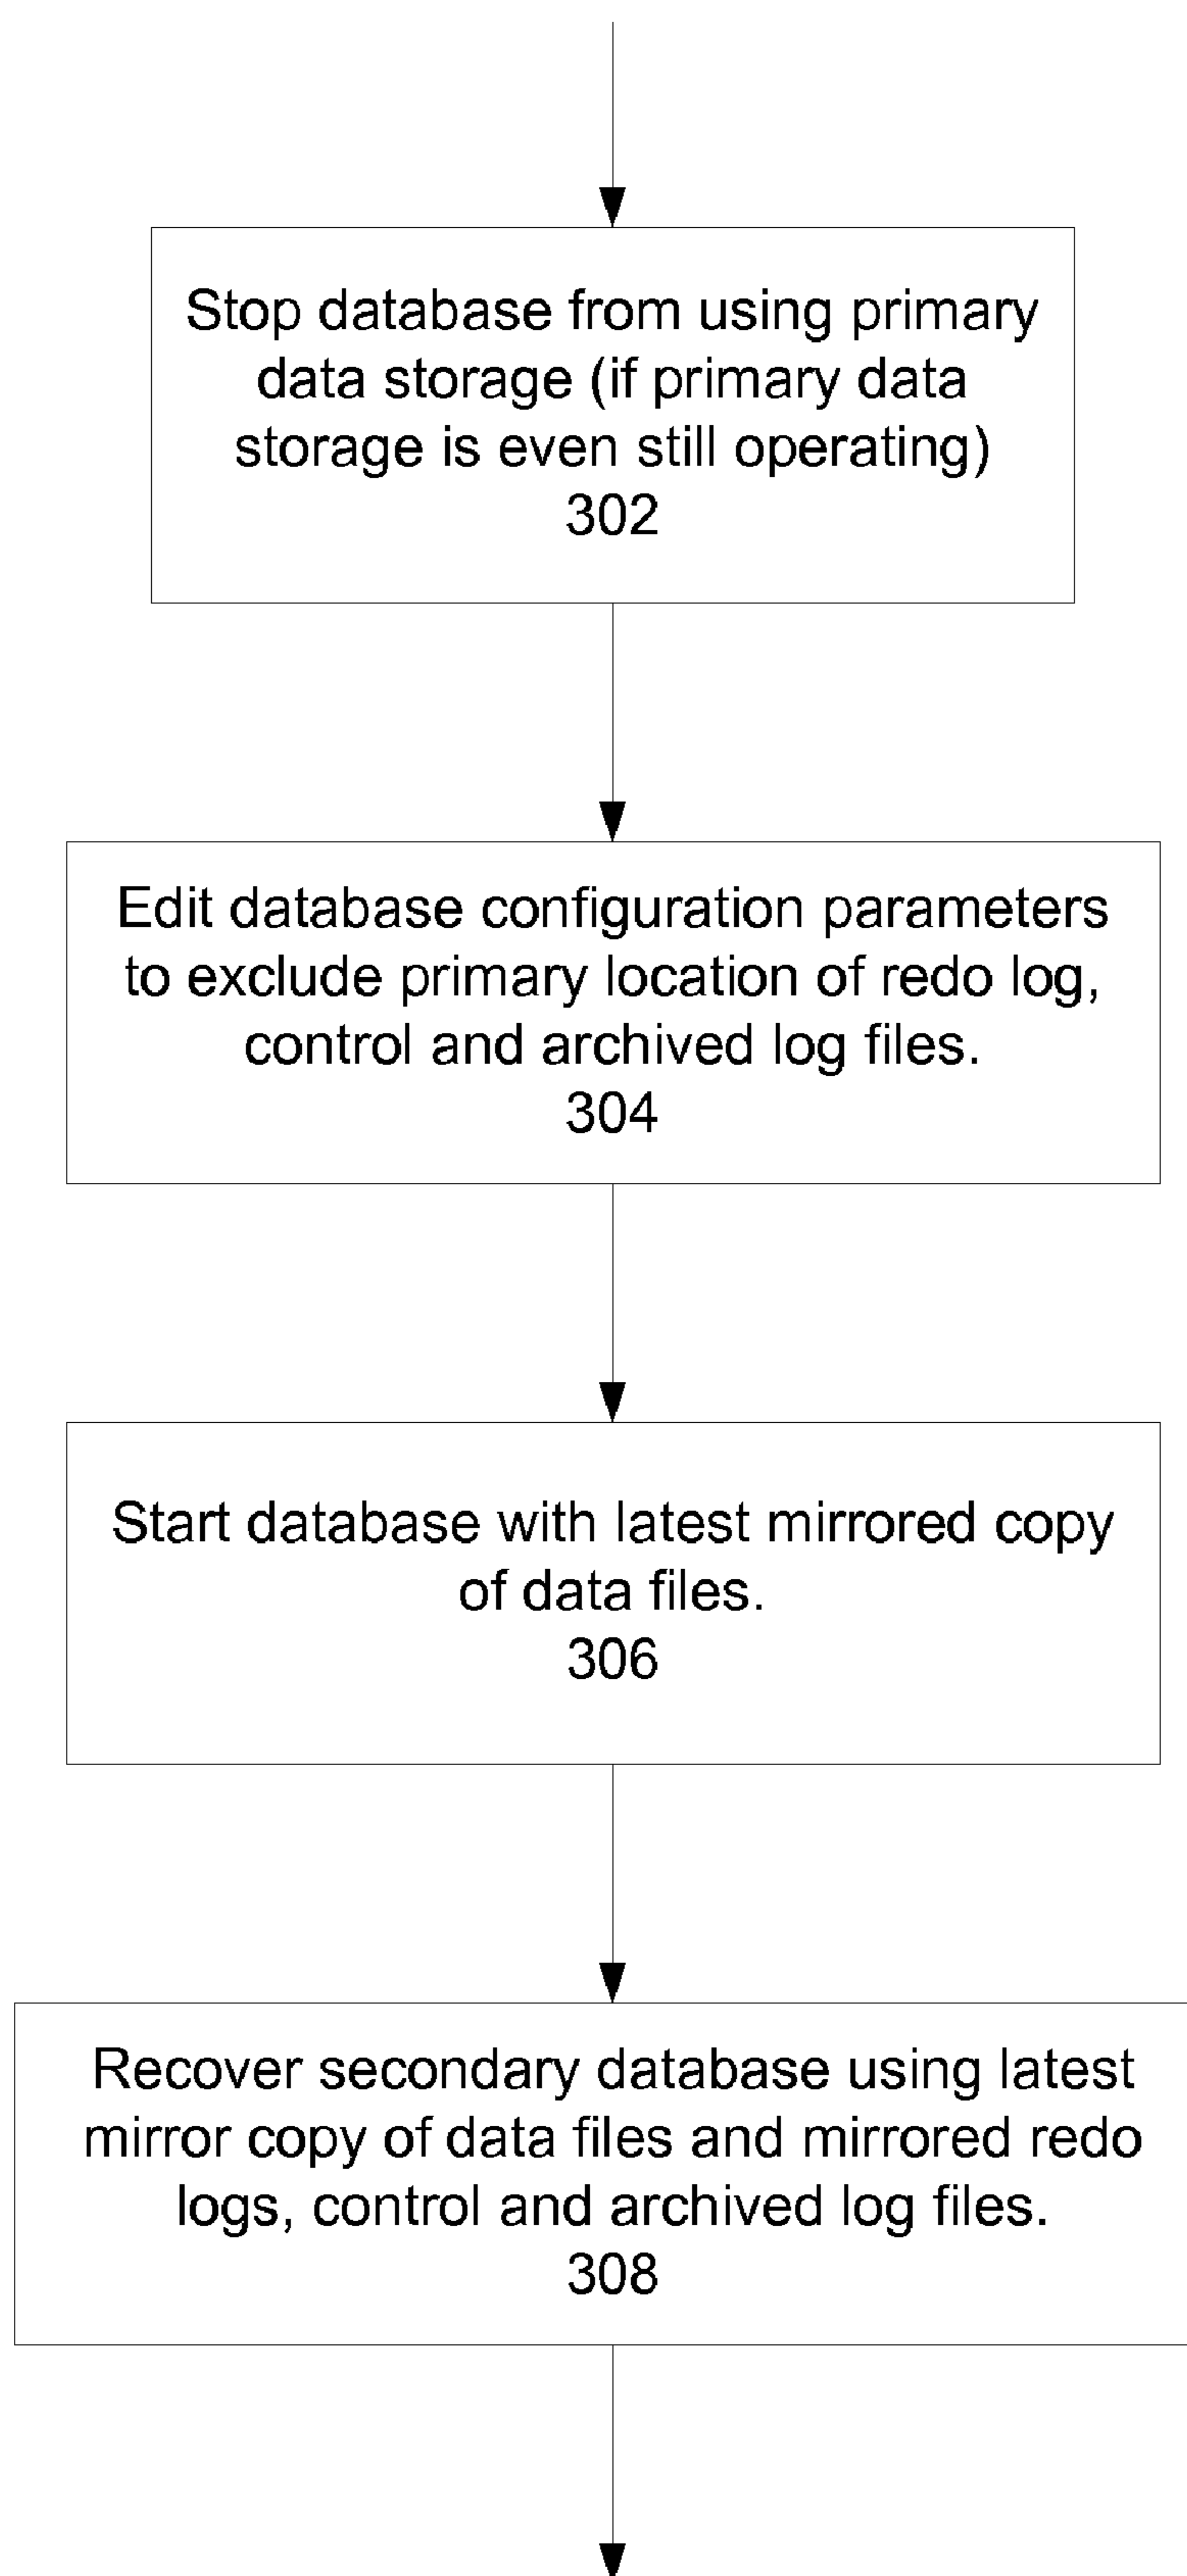 Stop database from using primary
data storage (if primary data
storage is even still operating)
302
Edit database configuration parameters
to exclude primary location of redo log,
control and archived log files.
304
Start database with latest mirrored copy
of data files.
306
Recover secondary database using latest
mirror copy of data files and mirrored redo
logs, control and archived log files.
308